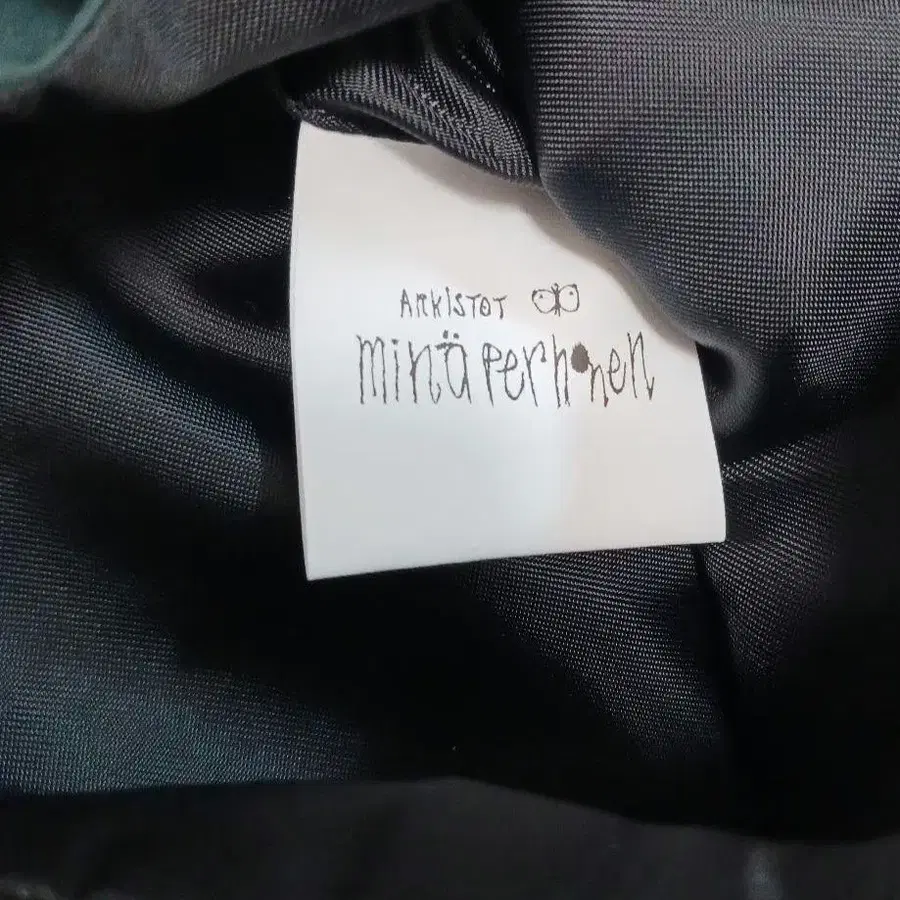 ARKISTOT
minä perhonen